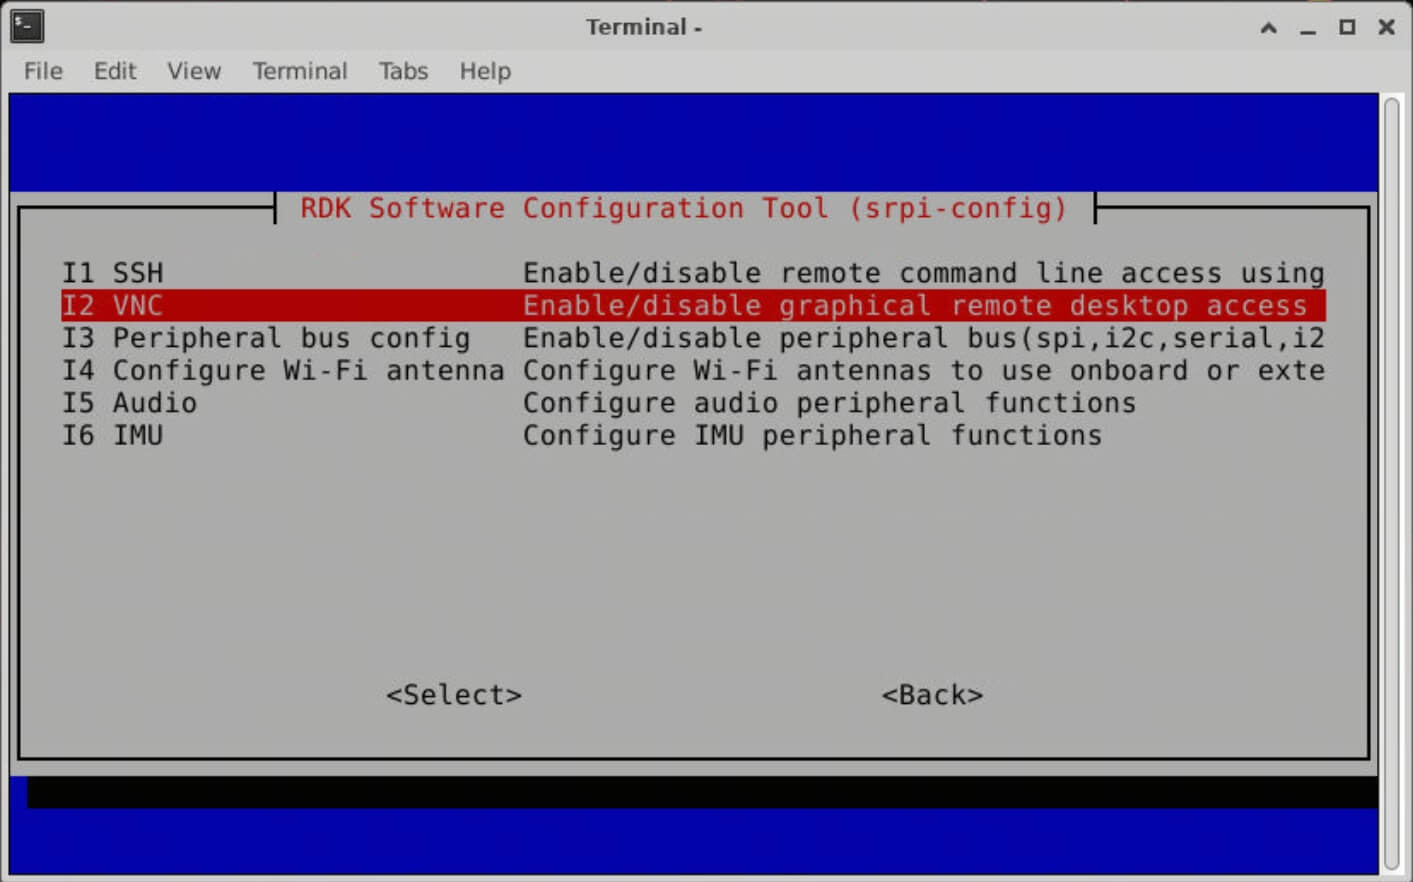 Terminal -
File Edit View Terminal Tabs Help
RDK Software Configuration Tool (srpi-config)
I1 SSH Enable/disable remote command line access using
I2 VNC Enable/disable graphical remote desktop access
I3 Peripheral bus config Enable/disable peripheral bus(spi,i2c,serial,i2
I4 Configure Wi-Fi antenna Configure Wi-Fi antennas to use onboard or exte
I5 Audio Configure audio peripheral functions
I6 IMU Configure IMU peripheral functions
<Select> <Back>